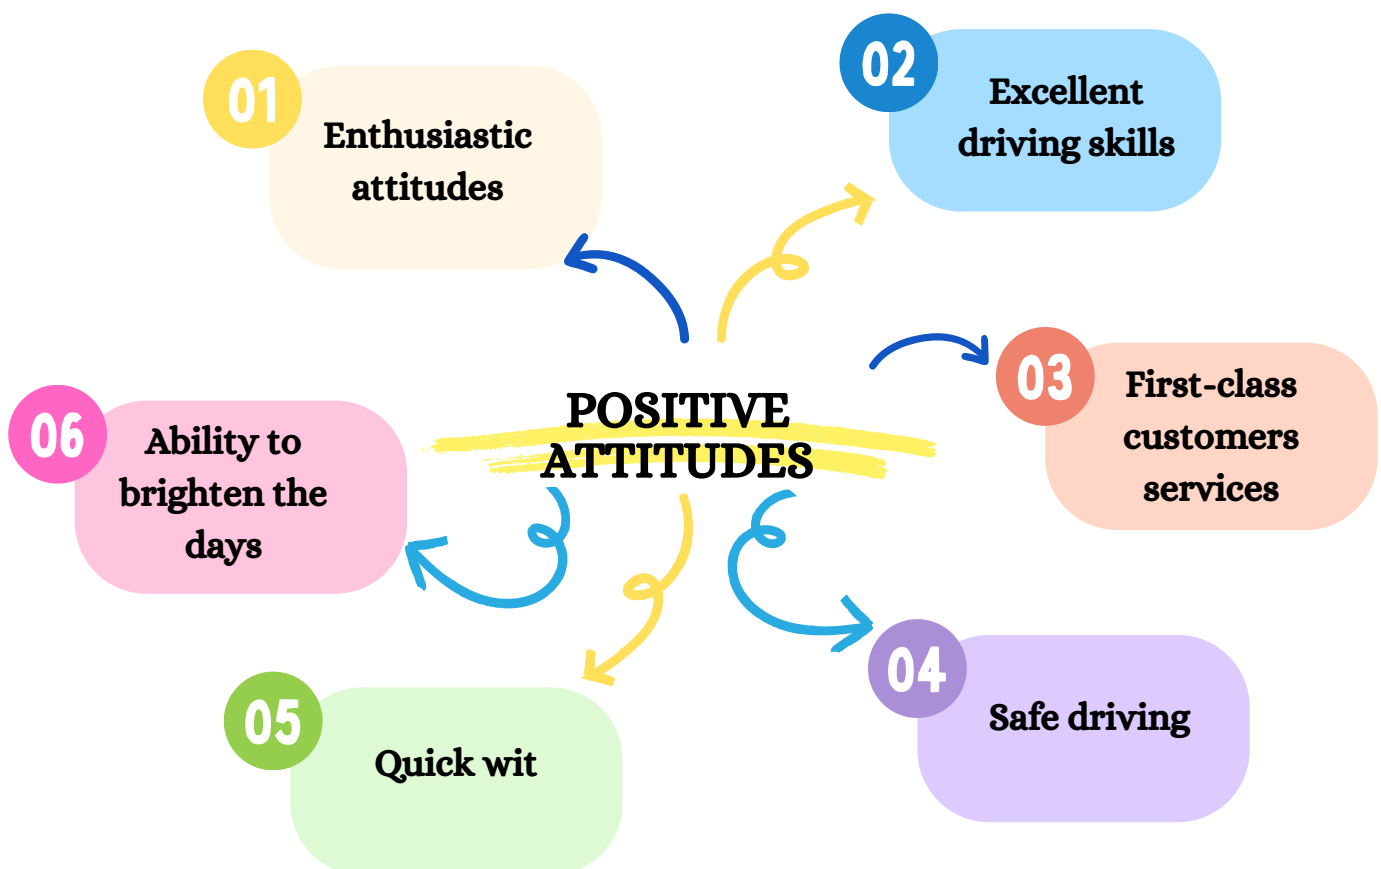 POSITIVE
ATTITUDES
01
Enthusiastic
attitudes
02
Excellent
driving skills
03
First-class
customers
services
04
Safe driving
05
Quick wit
06
Ability to
brighten the
days